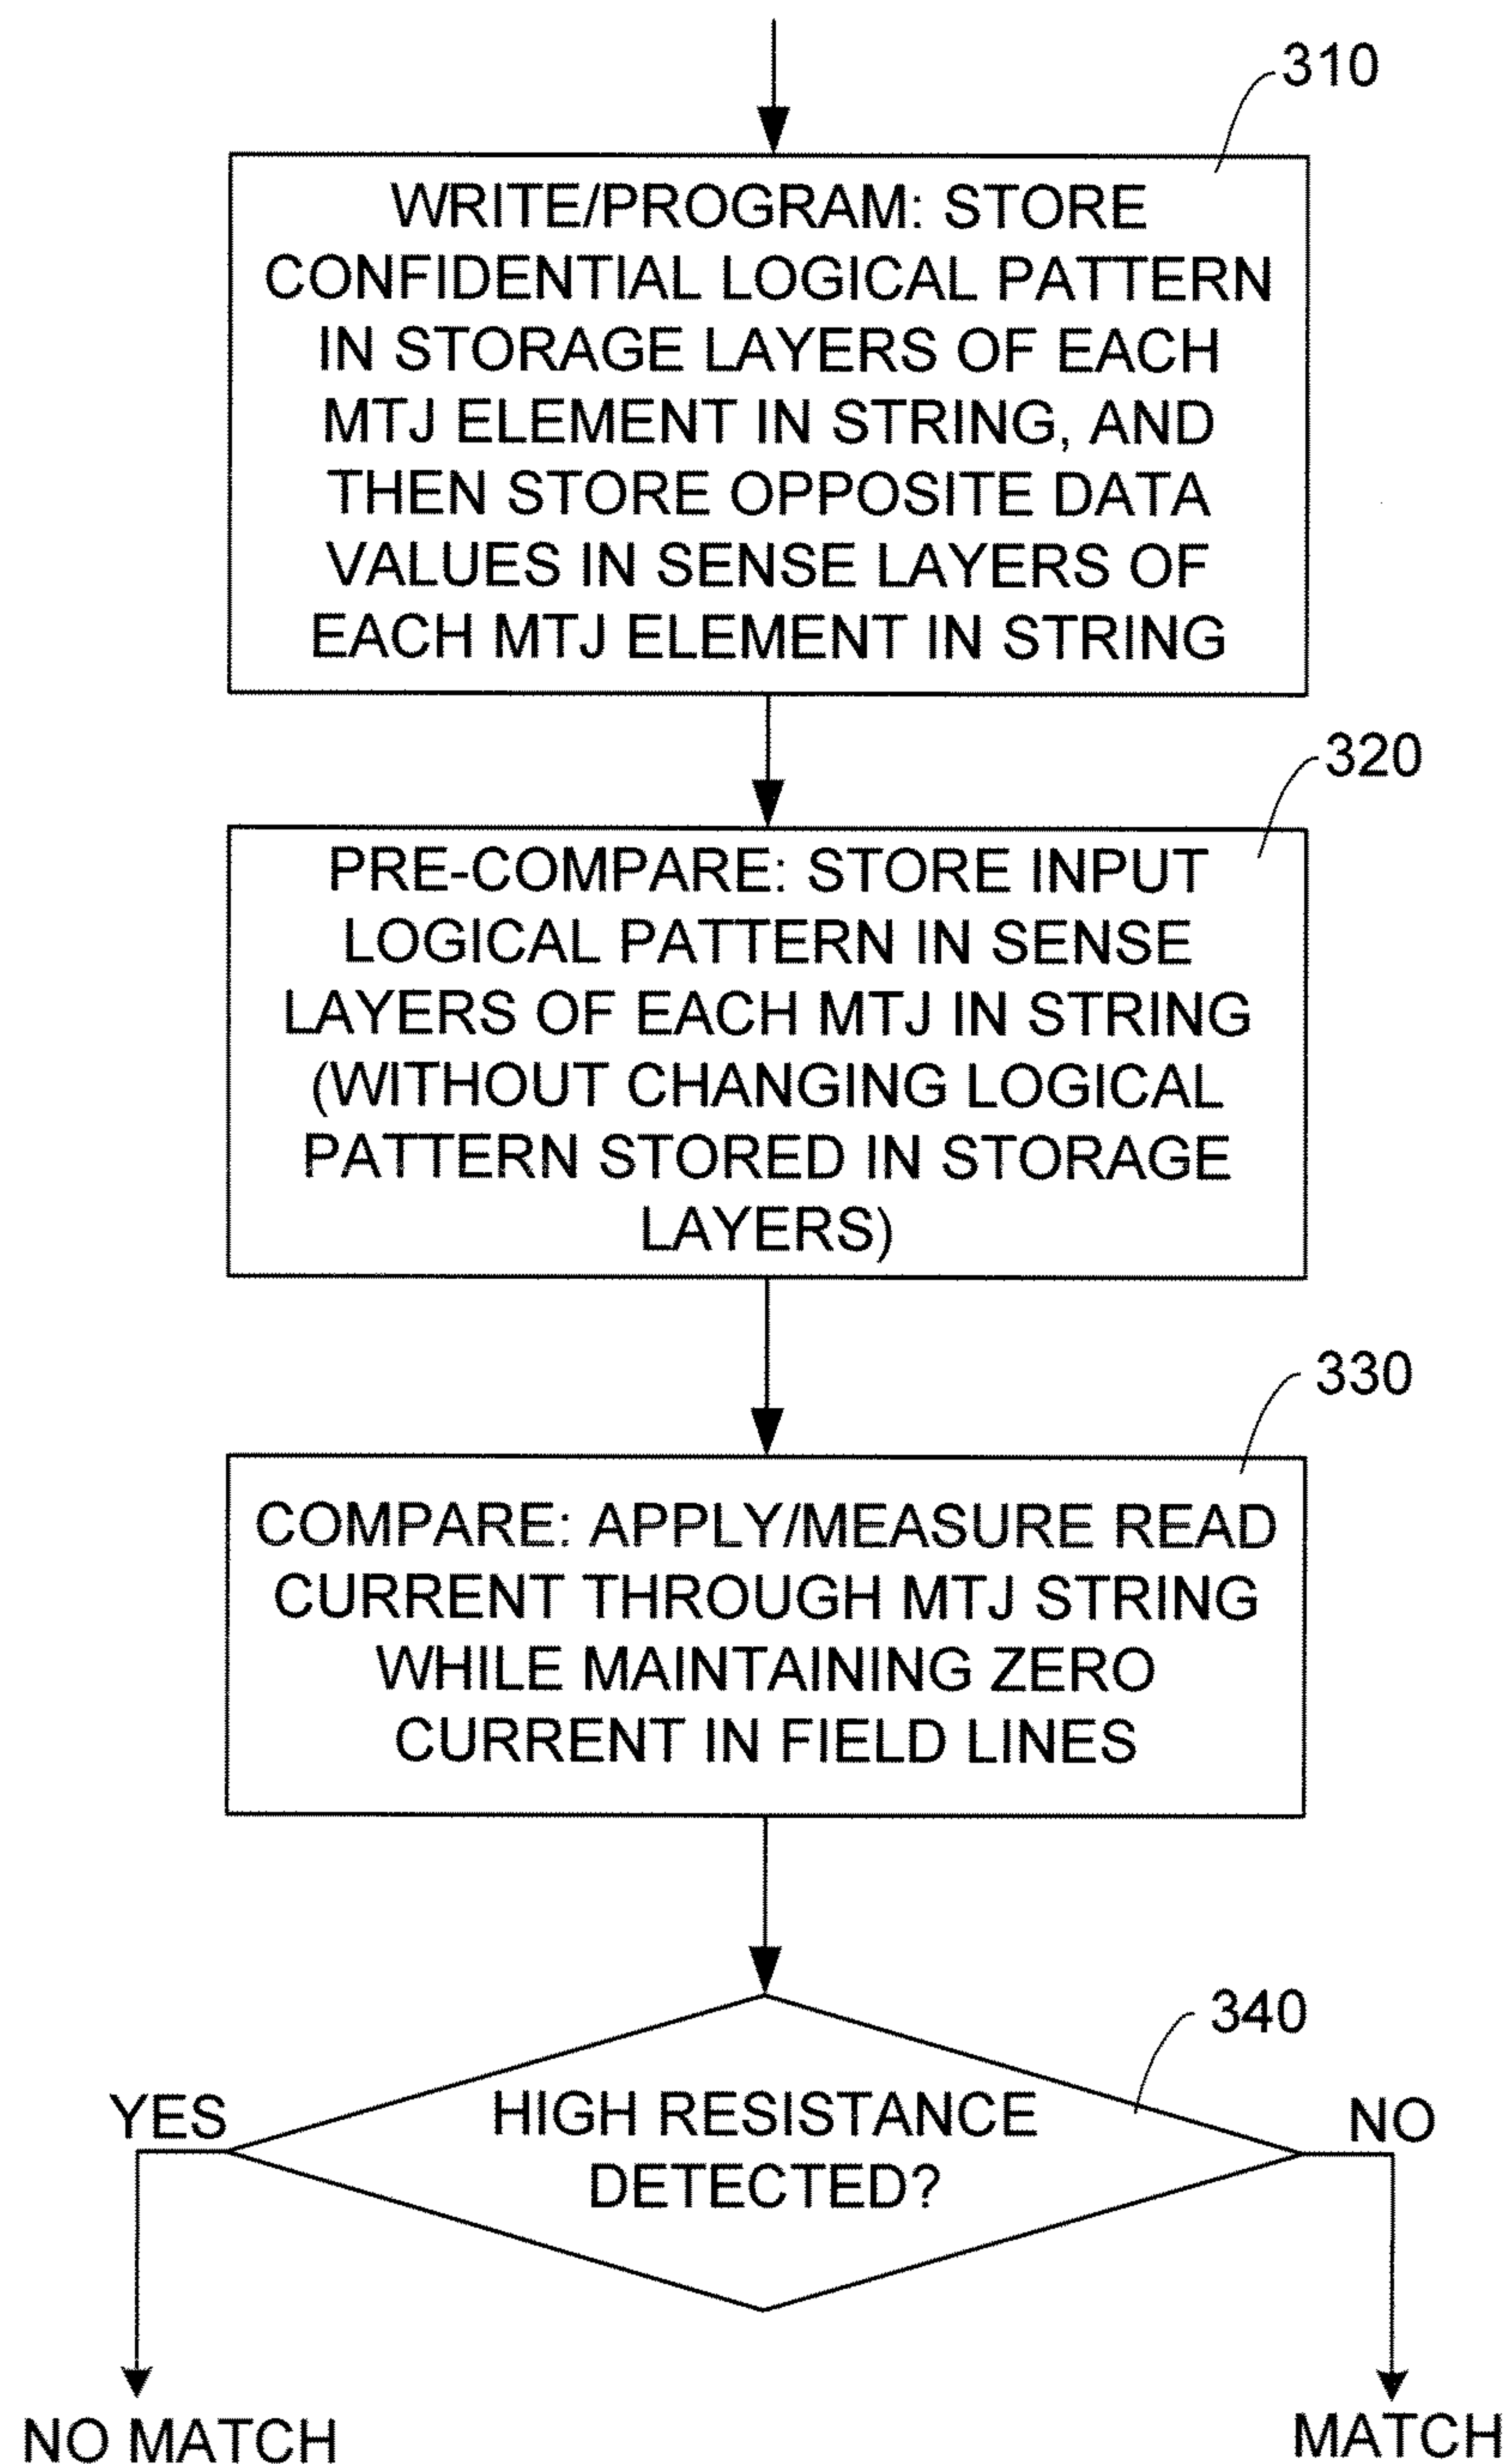 310
WRITE/PROGRAM: STORE
CONFIDENTIAL LOGICAL PATTERN
IN STORAGE LAYERS OF EACH
MTJ ELEMENT IN STRING, AND
THEN STORE OPPOSITE DATA
VALUES IN SENSE LAYERS OF
EACH MTJ ELEMENT IN STRING
320
PRE-COMPARE: STORE INPUT
LOGICAL PATTERN IN SENSE
LAYERS OF EACH MTJ IN STRING
(WITHOUT CHANGING LOGICAL
PATTERN STORED IN STORAGE
LAYERS)
330
COMPARE: APPLY/MEASURE READ
CURRENT THROUGH MTJ STRING
WHILE MAINTAINING ZERO
CURRENT IN FIELD LINES
340
HIGH RESISTANCE
DETECTED?
YES
NO
NO MATCH
MATCH